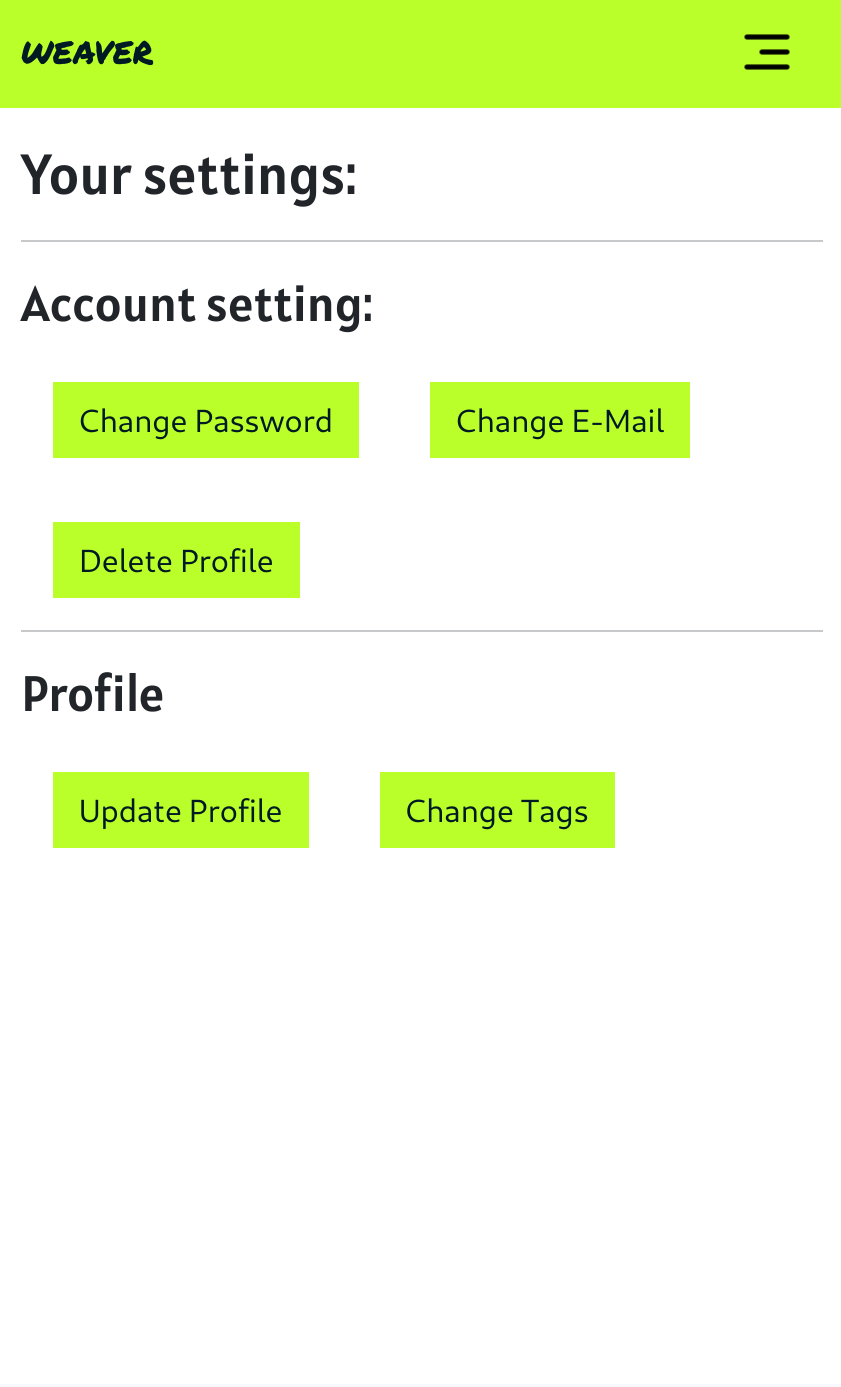 WEAVER
Your settings:
Account setting:
Change Password
Change E-Mail
Delete Profile
Profile
Update Profile
Change Tags